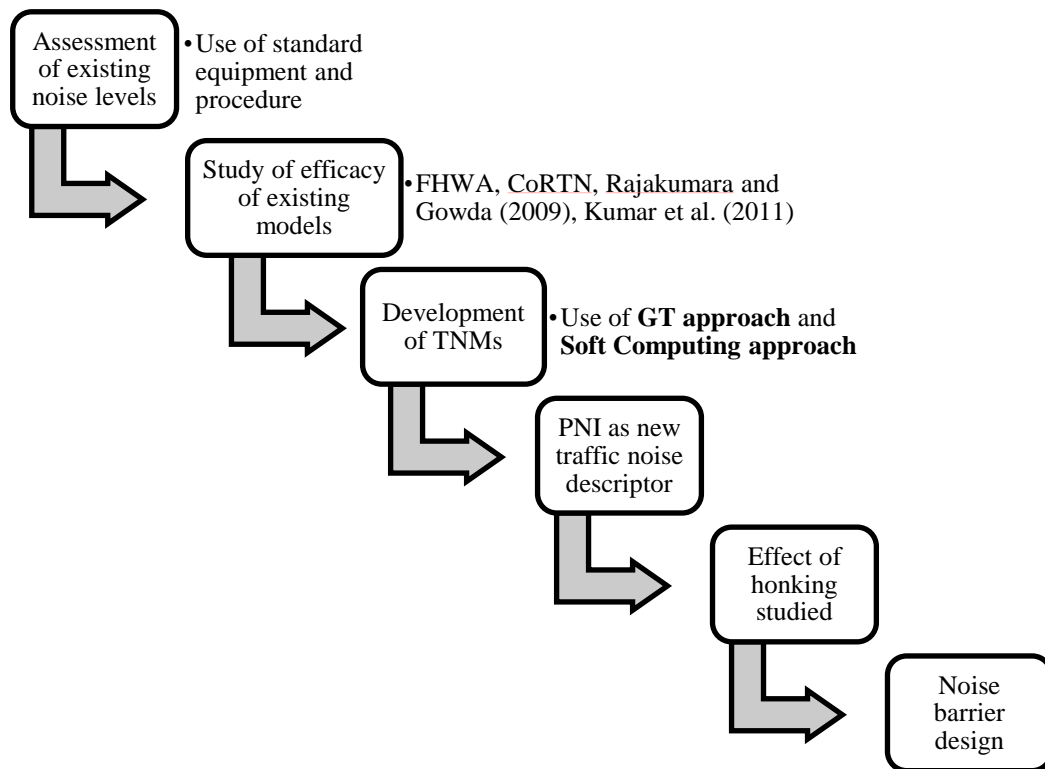 Assessment
of existing
noise levels
•Use of standard
equipment and
procedure
Study of efficacy
of existing
models
•FHWA, CoRTN, Rajakumara and
Gowda (2009), Kumar et al. (2011)
Development
of TNMs
•Use of GT approach and
Soft Computing approach
PNI as new
traffic noise
descriptor
Effect of
honking
studied
Noise
barrier
design